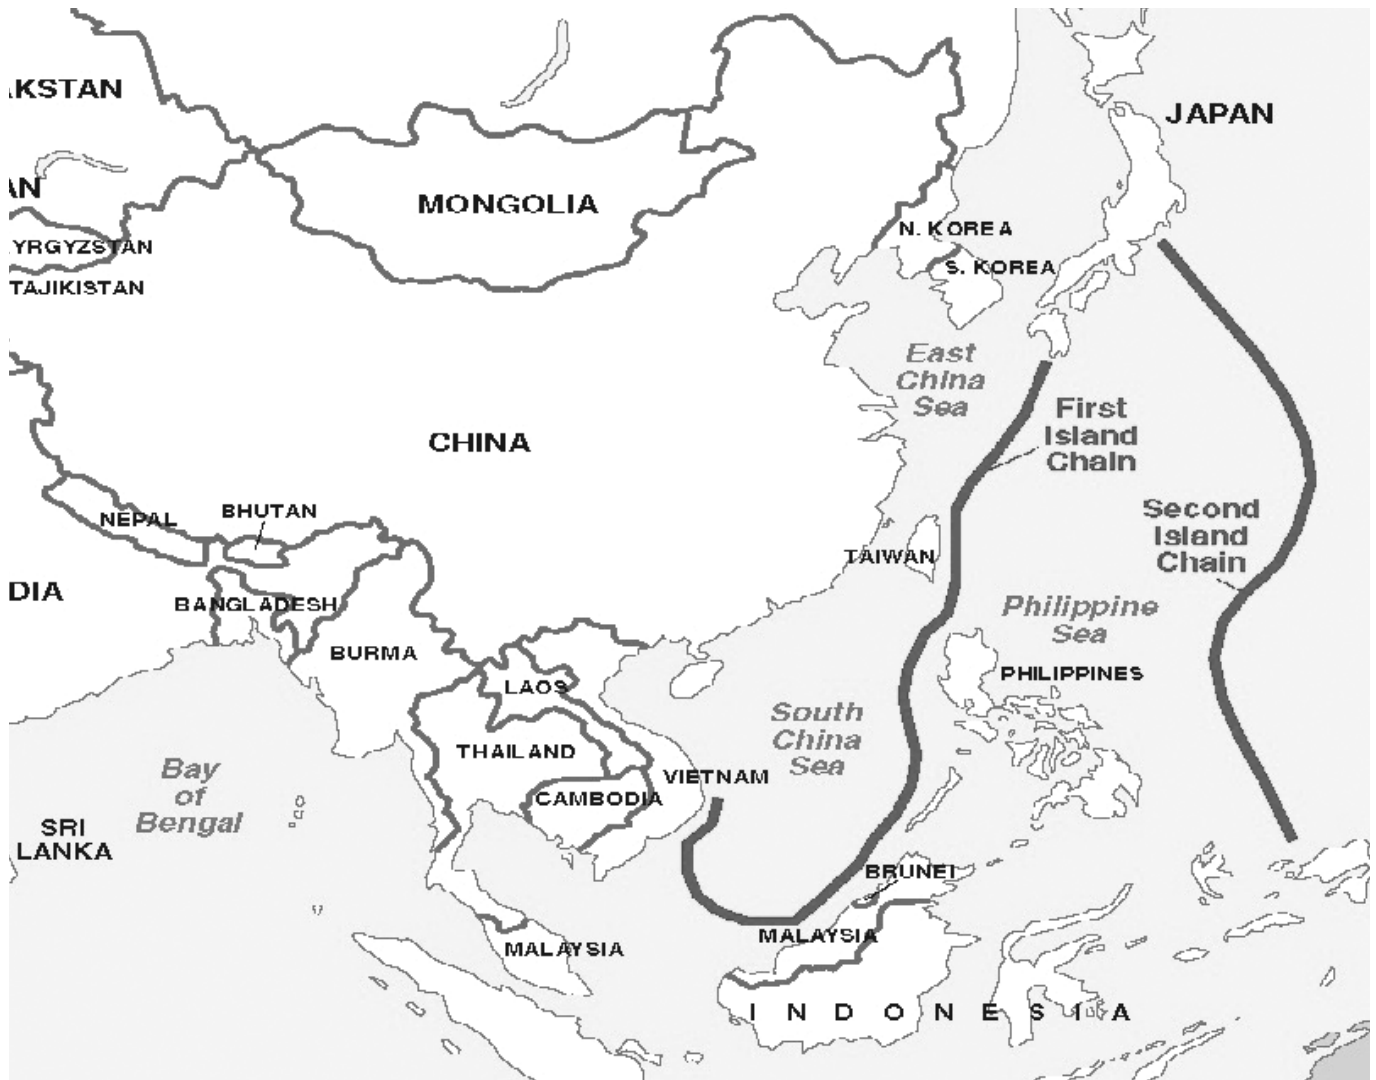 .KSTAN
JAPAN
AN
MONGOLIA
N. KOREA
YRGYZSTAN
S. KOREA
TAJIKISTAN
East
China
Sea
First
Island
Chain
CHINA
Second
Island
Chain
NEPAL
BHUTAN
TAIWAN
DIA
BANGLADESH
Philippine
Sea
BURMA
PHILIPPINES
LAOS
South
China
Sea
THAILAND
VIETNAM
Bay
of
Bengal
CAMBODIA
SRI
LANKA
BRUNEI
MALAYSIA
MALAYSIA
INDONESIA